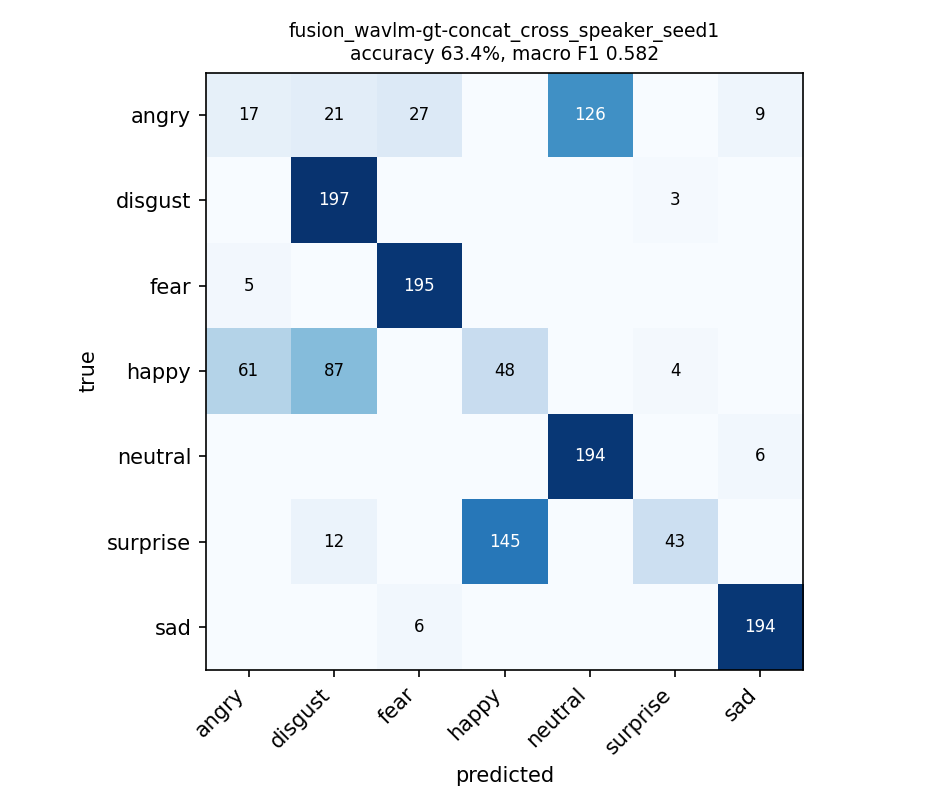 fusion_wavlm-gt-concat_cross_speaker_seed1
accuracy 63.4%, macro F1 0.582
angry 17 21 27 126 9
disgust 197 3
fear 5 195
happy 61 87 48 4
neutral 194 6
surprise 12 145 43
sad 6 194
true
angry disgust fear happy neutral surprise sad
predicted